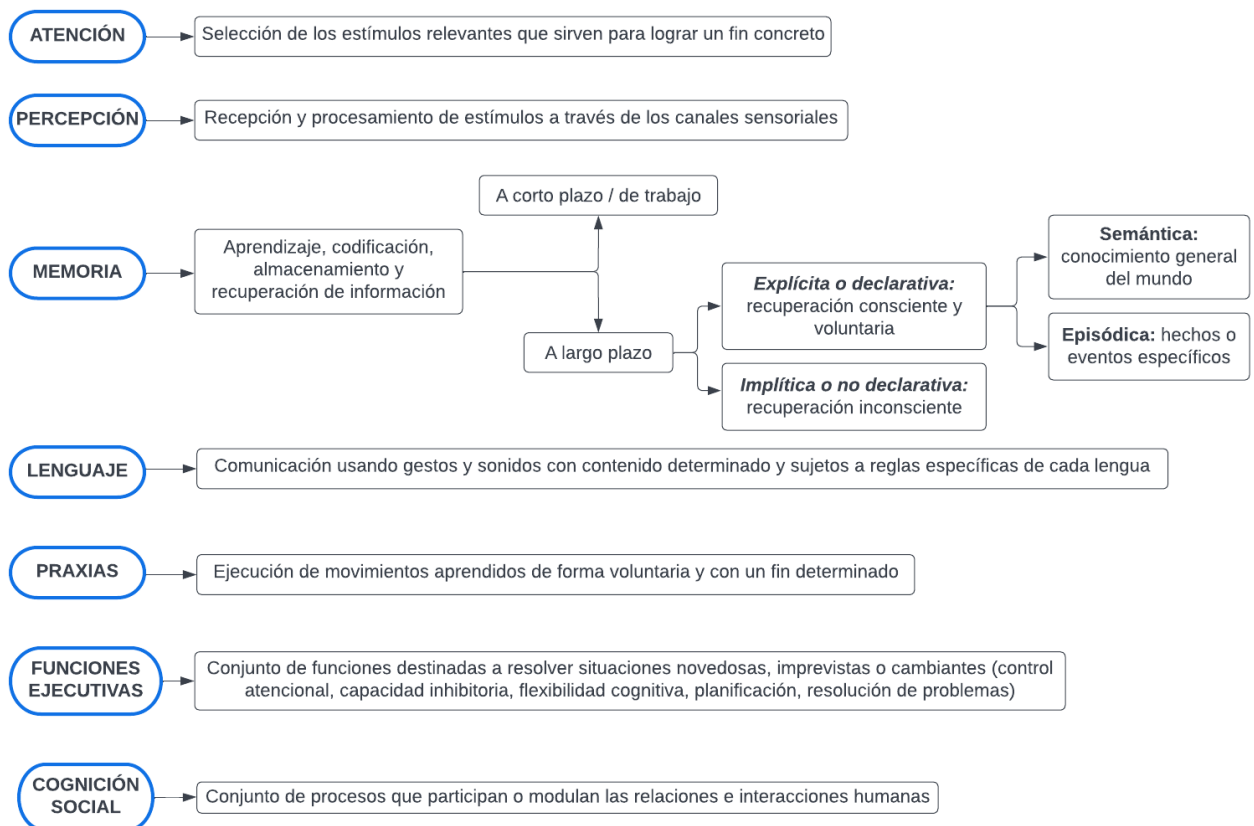 ATENCIÓN
Selección de los estímulos relevantes que sirven para lograr un fin concreto
PERCEPCIÓN
Recepción y procesamiento de estímulos a través de los canales sensoriales
MEMORIA
Aprendizaje, codificación,
almacenamiento y
recuperación de información
A corto plazo / de trabajo
A largo plazo
Explícita o declarativa:
recuperación consciente y
voluntaria
Implítica o no declarativa:
recuperación inconsciente
Semántica:
conocimiento general
del mundo
Episódica: hechos o
eventos específicos
LENGUAJE
Comunicación usando gestos y sonidos con contenido determinado y sujetos a reglas específicas de cada lengua
PRAXIAS
Ejecución de movimientos aprendidos de forma voluntaria y con un fin determinado
FUNCIONES
EJECUTIVAS
Conjunto de funciones destinadas a resolver situaciones novedosas, imprevistas o cambiantes (control
atencional, capacidad inhibitoria, flexibilidad cognitiva, planificación, resolución de problemas)
COGNICIÓN
SOCIAL
Conjunto de procesos que participan o modulan las relaciones e interacciones humanas